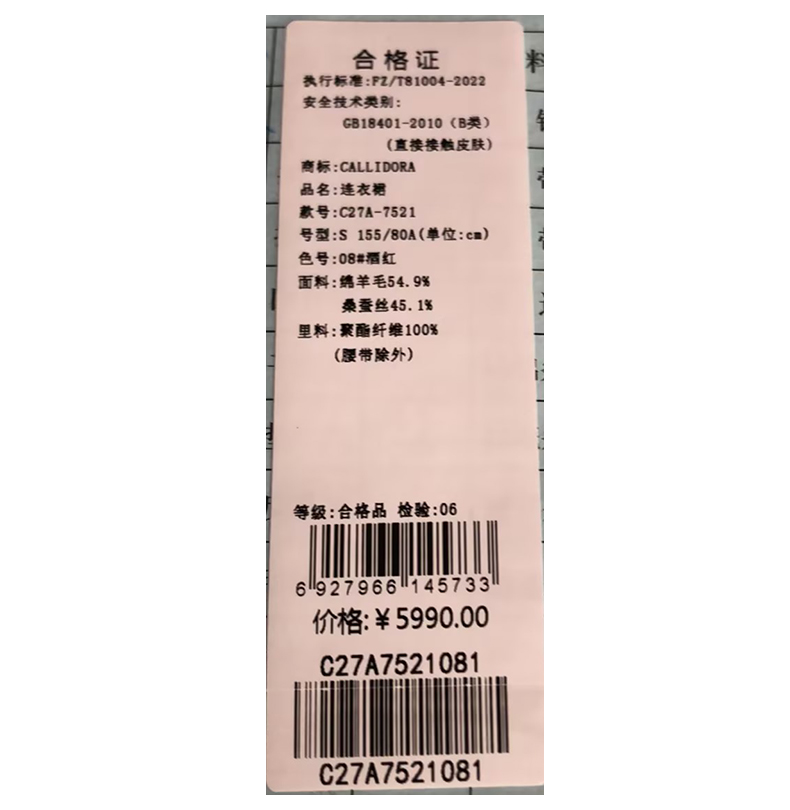 合格证
执行标准:FZ/T81004-2022
安全技术类别:
GB18401-2010（B类）
(直接接触皮肤)
商标:CALLIDORA
品名:连衣裙
款号:C27A-7521
号型:S 155/80A(单位:cm)
色号:08#酒红
面料:绵羊毛54.9%
桑蚕丝45.1%
里料:聚酯纤维100%
(腰带除外)
等级:合格品 检验:06
6 927966 145733
价格:￥5990.00
C27A7521081
C27A7521081
料